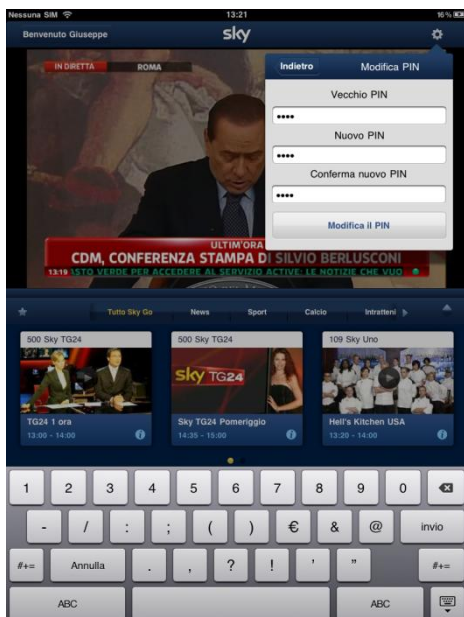 Nessuna SIM 13:21 16%
Benvenuto Giuseppe sky
IN DIRETTA ROMA
Indietro Modifica PIN
Vecchio PIN
••••
Nuovo PIN
••••
Conferma nuovo PIN
••••
Modifica il PIN
ULTIM'ORA
CDM, CONFERENZA STAMPA DI SILVIO BERLUSCONI
13:19 ASTO VERDE PER ACCEDERE AL SERVIZIO ACTIVE: LE NOTIZIE CHE VUO
Tutto Sky Go News Sport Calcio Intratteni
500 Sky TG24 500 Sky TG24 109 Sky Uno
sky TG24
TG24 1 ora Sky TG24 Pomeriggio Hell's Kitchen USA
13:00 - 14:00 14:35 - 15:00 13:20 - 14:00
1 2 3 4 5 6 7 8 9 0
- / : ; ( ) € & @ invio
#+= Annulla . , ? ! ' " #+=
ABC ABC